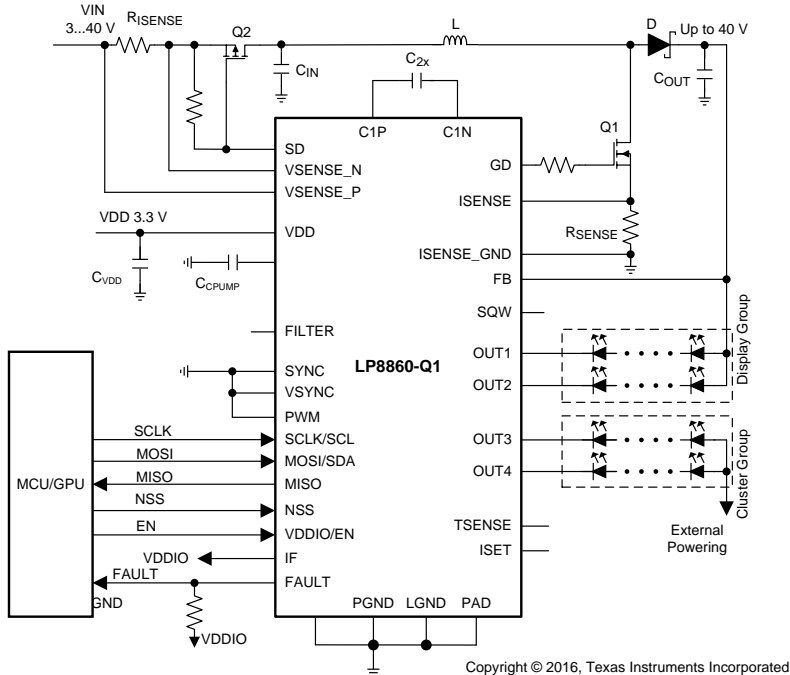 VIN
3...40 V
RISENSE
Q2
L
D
Up to 40 V
CIN
C2x
COUT
C1P
C1N
Q1
SD
VSENSE_N
VSENSE_P
GD
ISENSE
RSENSE
VDD 3.3 V
VDD
ISENSE_GND
CVDD
CCPUMP
FB
SQW
FILTER
LP8860-Q1
OUT1
OUT2
Display Group
SYNC
VSYNC
PWM
OUT3
OUT4
Cluster Group
MCU/GPU
SCLK
SCLK/SCL
MOSI
MOSI/SDA
MISO
MISO
NSS
NSS
EN
VDDIO/EN
TSENSE
External
Powering
VDDIO
IF
ISET
FAULT
FAULT
GND
VDDIO
PGND
LGND
PAD
Copyright © 2016, Texas Instruments Incorporated